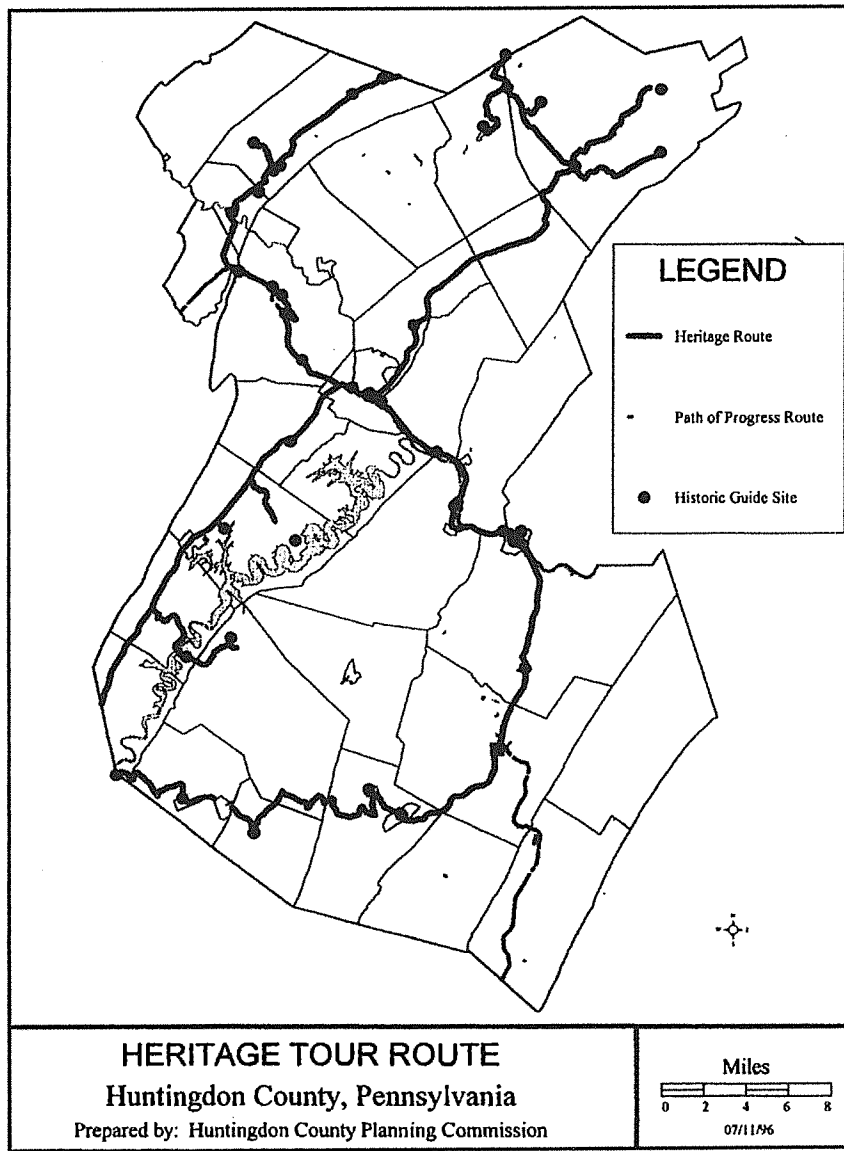 LEGEND
Heritage Route
Path of Progress Route
Historic Guide Site
HERITAGE TOUR ROUTE
Huntingdon County, Pennsylvania
Prepared by: Huntingdon County Planning Commission
Miles
0 2 4 6 8
07/11/96